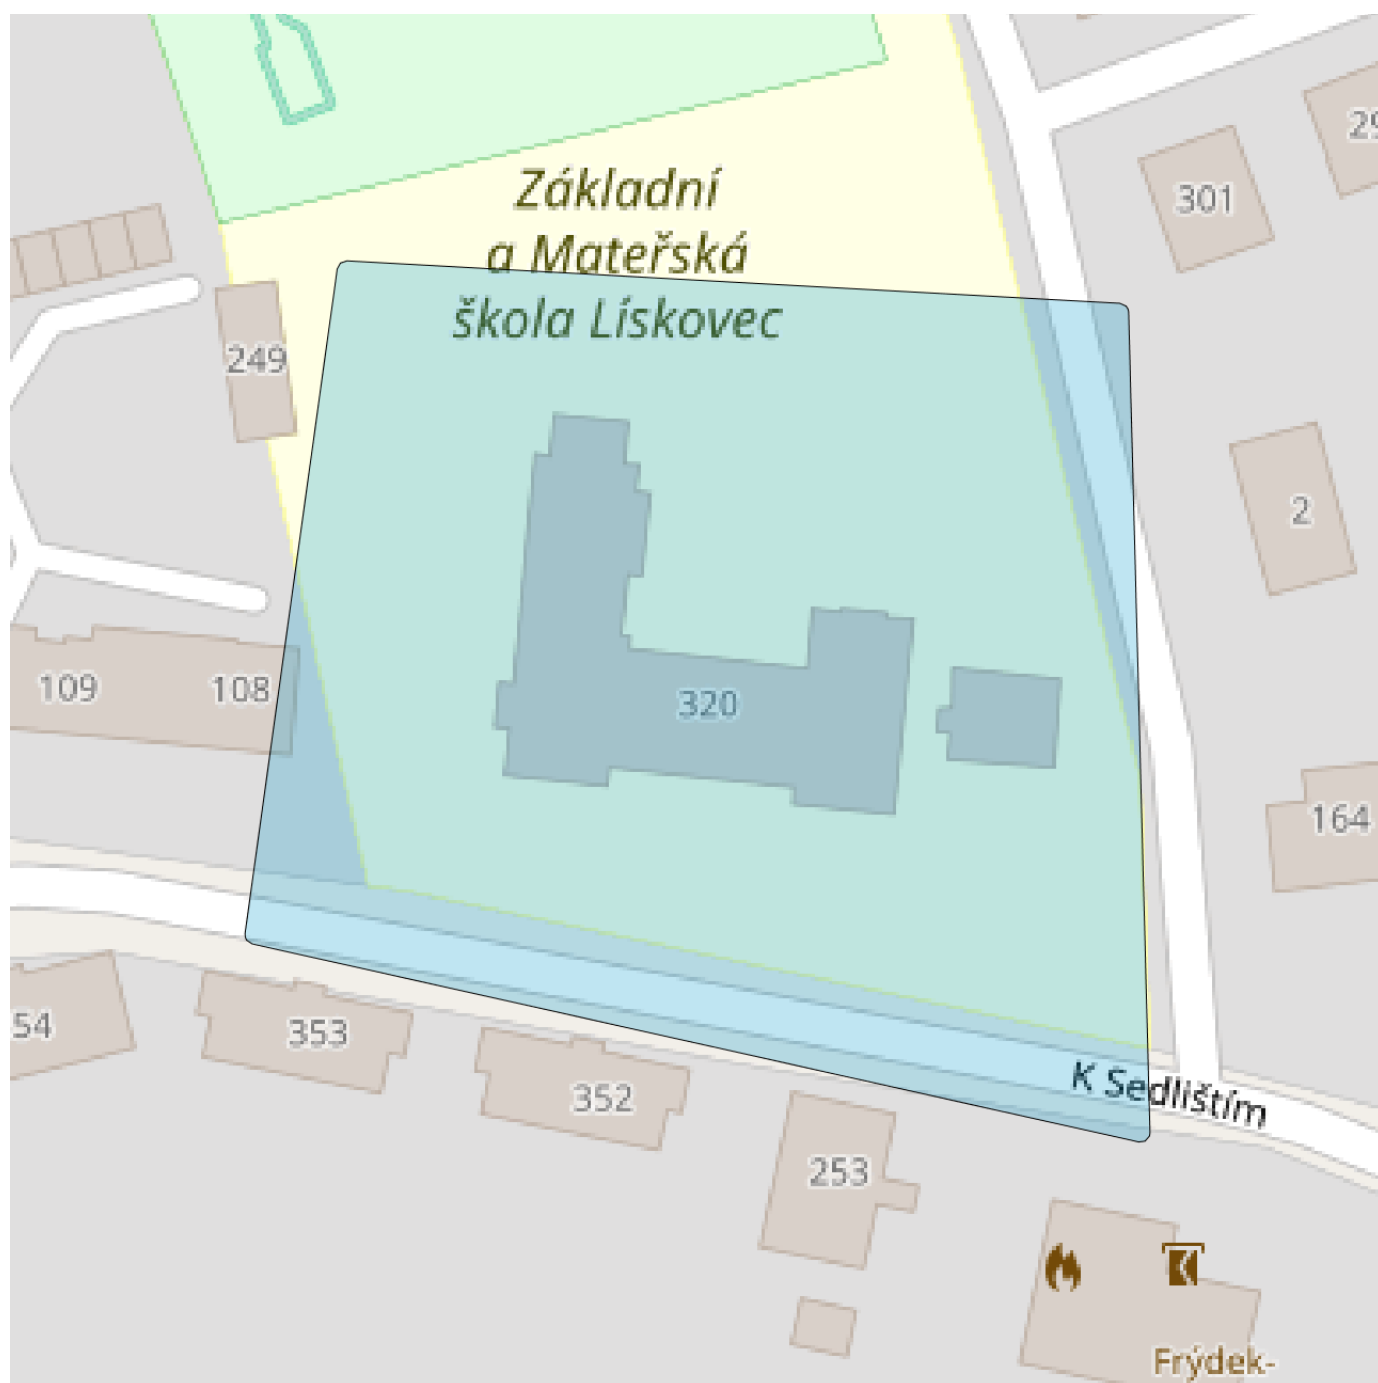 Základní
a Mateřská
škola Lískovec
301
249
2
109
108
320
164
54
353
352
K Sedlištím
253
Frýdek-